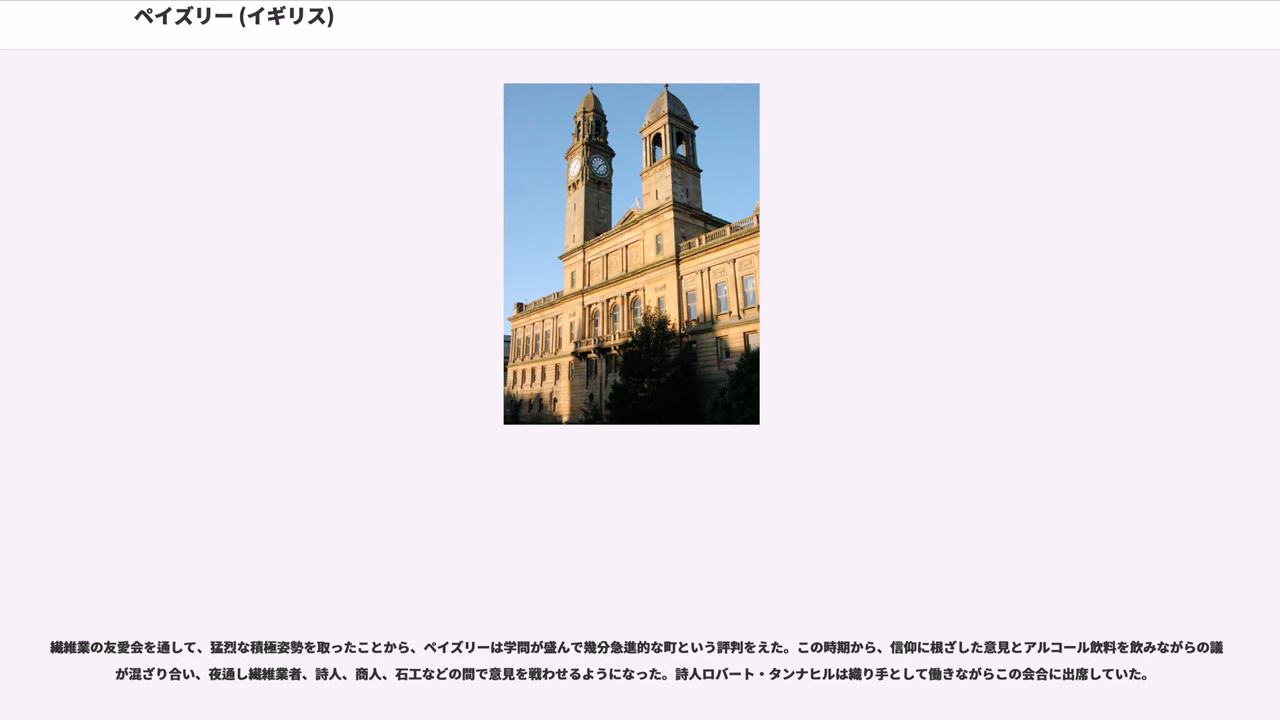 ペイズリー (イギリス)
繊維業の友愛会を通して、猛烈な積極姿勢を取ったことから、ペイズリーは学問が盛んで幾分急進的な町という評判をえた。この時期から、信仰に根ざした意見とアルコール飲料を飲みながらの議
が混ざり合い、夜通し繊維業者、詩人、商人、石工などの間で意見を戦わせるようになった。詩人ロバート・タンナヒルは織り手として働きながらこの会合に出席していた。